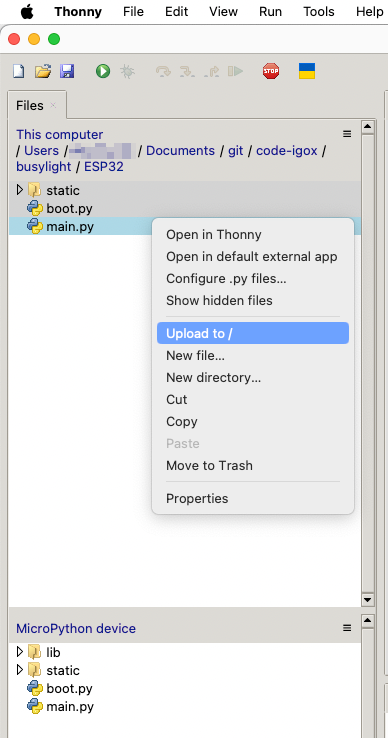 Thonny File Edit View Run Tools Help
STOP
Files ×
This computer
/ Users / / Documents / git / code-igox /
busylight / ESP32
static
boot.py
main.py
Open in Thonny
Open in default external app
Configure .py files...
Show hidden files
Upload to /
New file...
New directory...
Cut
Copy
Paste
Move to Trash
Properties
MicroPython device
lib
static
boot.py
main.py